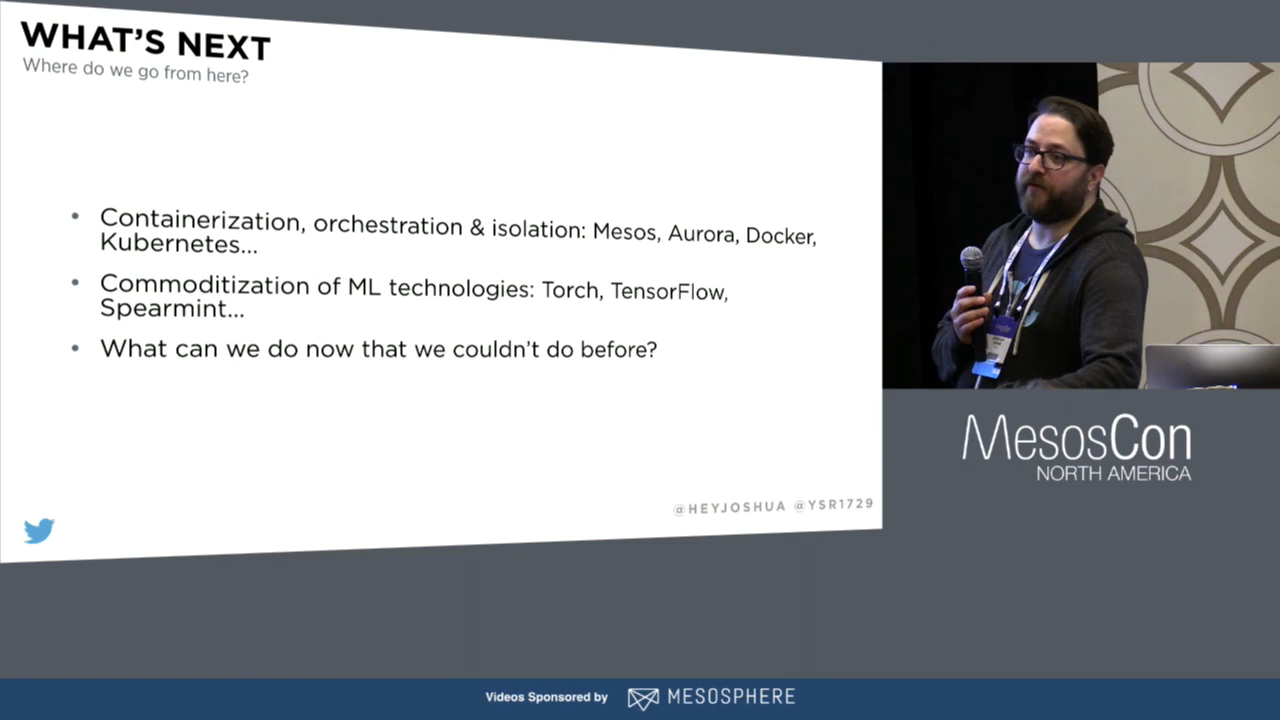 WHAT'S NEXT
Where do we go from here?
• Containerization, orchestration & isolation: Mesos, Aurora, Docker,
Kubernetes...
• Commoditization of ML technologies: Torch, TensorFlow,
Spearmint...
• What can we do now that we couldn't do before?
@HEYJOSHUA @YSR1729
MesosCon
NORTH AMERICA
Videos Sponsored by MESOSPHERE